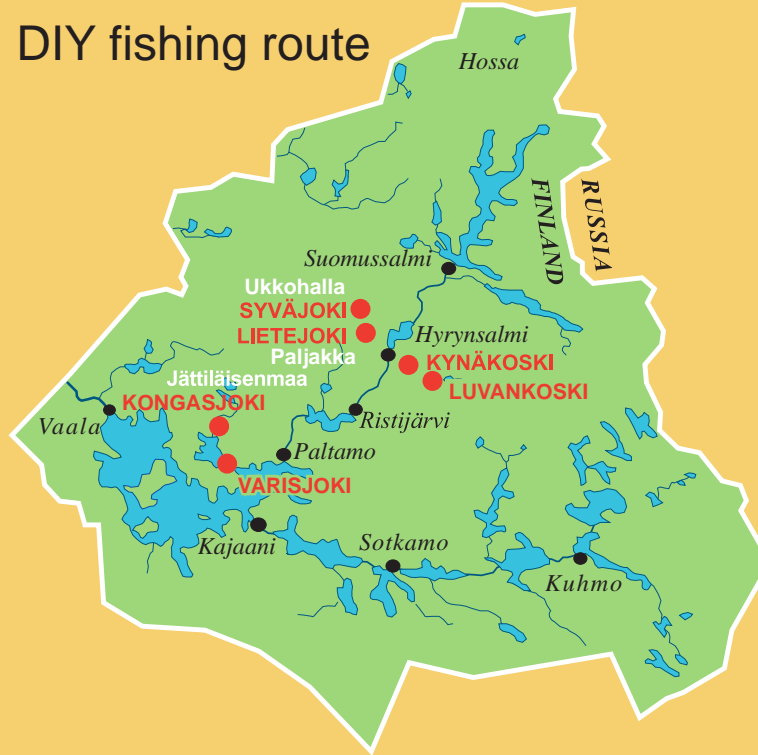 DIY fishing route
Hossa
FINLAND
RUSSIA
Suomussalmi
Ukkohalla
SYVÄJOKI
LIETEJOKI
Hyrynsalmi
Paljakka
KYNÄKOSKI
Jättiläisenmaa
LUVANKOSKI
KONGASJOKI
Vaala
Ristijärvi
Paltamo
VARISJOKI
Kajaani
Sotkamo
Kuhmo